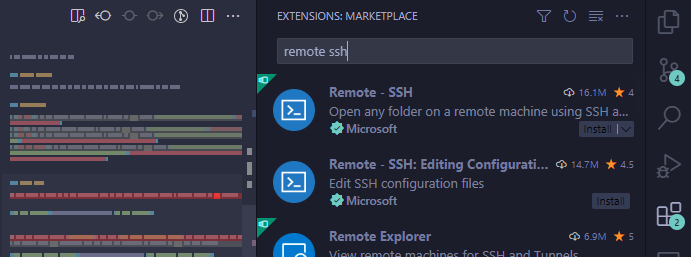 EXTENSIONS: MARKETPLACE
remote ssh
Remote - SSH 16.1M 4
Open any folder on a remote machine using SSH a...
Microsoft Install
Remote - SSH: Editing Configurati... 14.7M 4.5
Edit SSH configuration files
Microsoft Install
Remote Explorer 6.9M 5
View remote machines for SSH and Tunnels
4
2